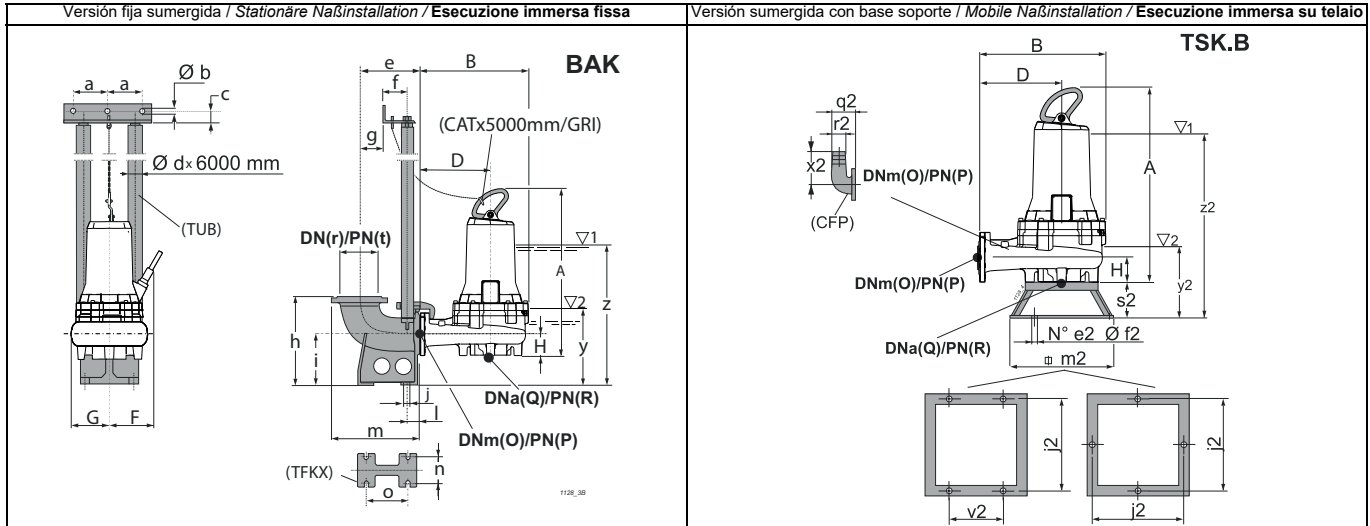 Versión fija sumergida / Stationäre Naßinstallation / Esecuzione immersa fissa
Versión sumergida con base soporte / Mobile Naßinstallation / Esecuzione immersa su telaio
BAK
a a
Ø b
c
Ø d x 6000 mm
(TUB)
G F
e B
f
g
(CATx5000mm/GRI)
D
DN(r)/PN(t)
▽1
▽2
A
z
h
i
H
y
j
l
m
DNa(Q)/PN(R)
DNm(O)/PN(P)
(TFKX)
n
o
1128_3B
TSK.B
B
D
q2
r2
x2
(CFP)
DNm(O)/PN(P)
▽1
A
z2
▽2
DNm(O)/PN(P)
H
y2
s2
1128_4
DNa(Q)/PN(R)
N° e2 Ø f2
m2
j2
j2
v2
j2